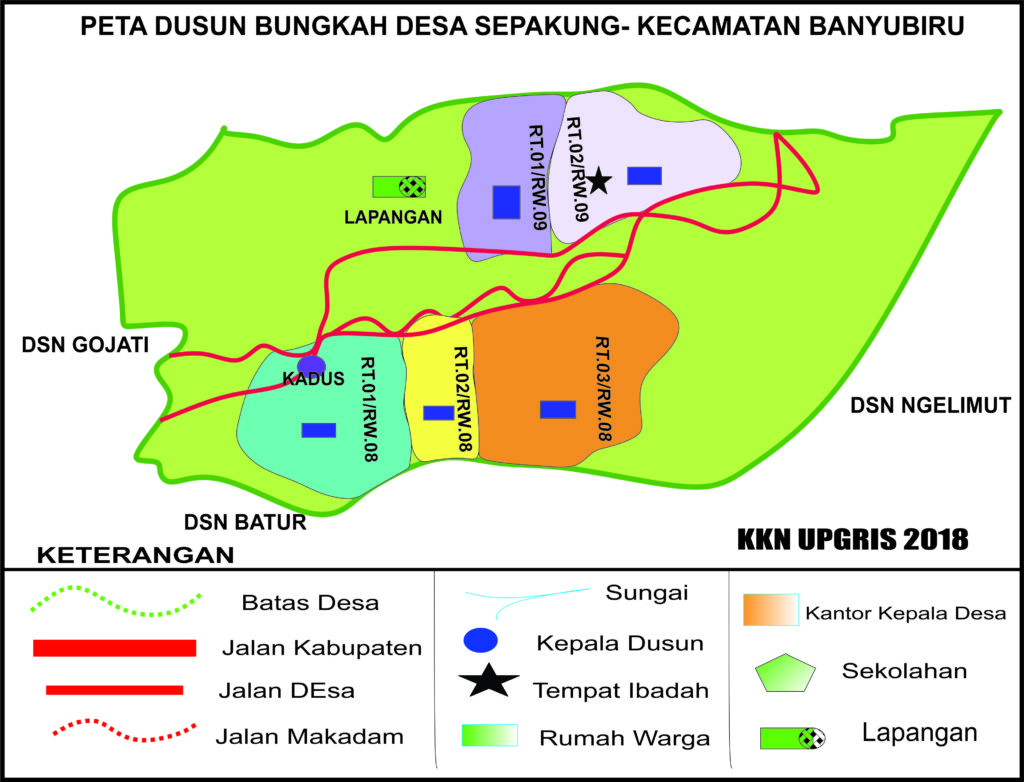 PETA DUSUN BUNGKAH DESA SEPAKUNG- KECAMATAN BANYUBIRU
RT.01/RW.09
RT.02/RW.09
LAPANGAN
DSN GOJATI
KADUS
RT.01/RW.08
RT.02/RW.08
RT.03/RW.08
DSN NGELIMUT
DSN BATUR
KKN UPGRIS 2018
KETERANGAN
Batas Desa
Jalan Kabupaten
Jalan DEsa
Jalan Makadam
Sungai
Kepala Dusun
Tempat Ibadah
Rumah Warga
Kantor Kepala Desa
Sekolahan
Lapangan